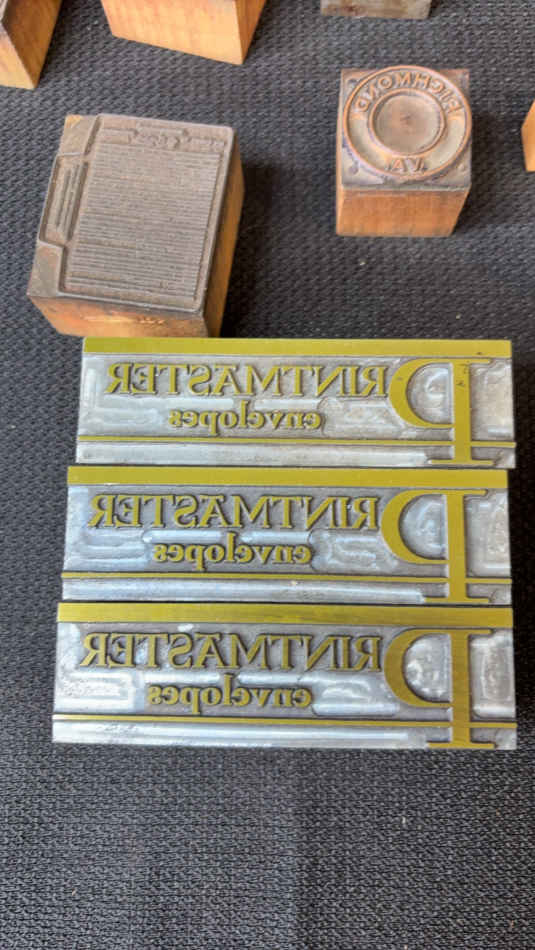 RICHMOND
VA.
PRINTMASTER
envelopes
PRINTMASTER
envelopes
PRINTMASTER
envelopes